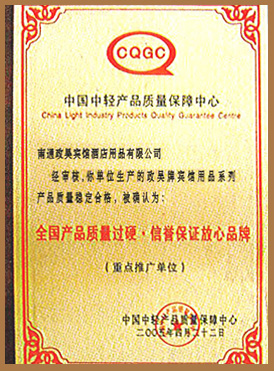 CQGC
中国中轻产品质量保障中心
China Light Industry Products Quality Guarantee Centre
南通政昊宾馆酒店用品有限公司
经审核,你单位生产的政昊牌宾馆用品系列
产品质量稳定合格,被确认为:
全国产品质量过硬·信誉保证放心品牌
(重点推广单位)
中国中轻产品质量保障中心
二〇〇五年四月二十二日